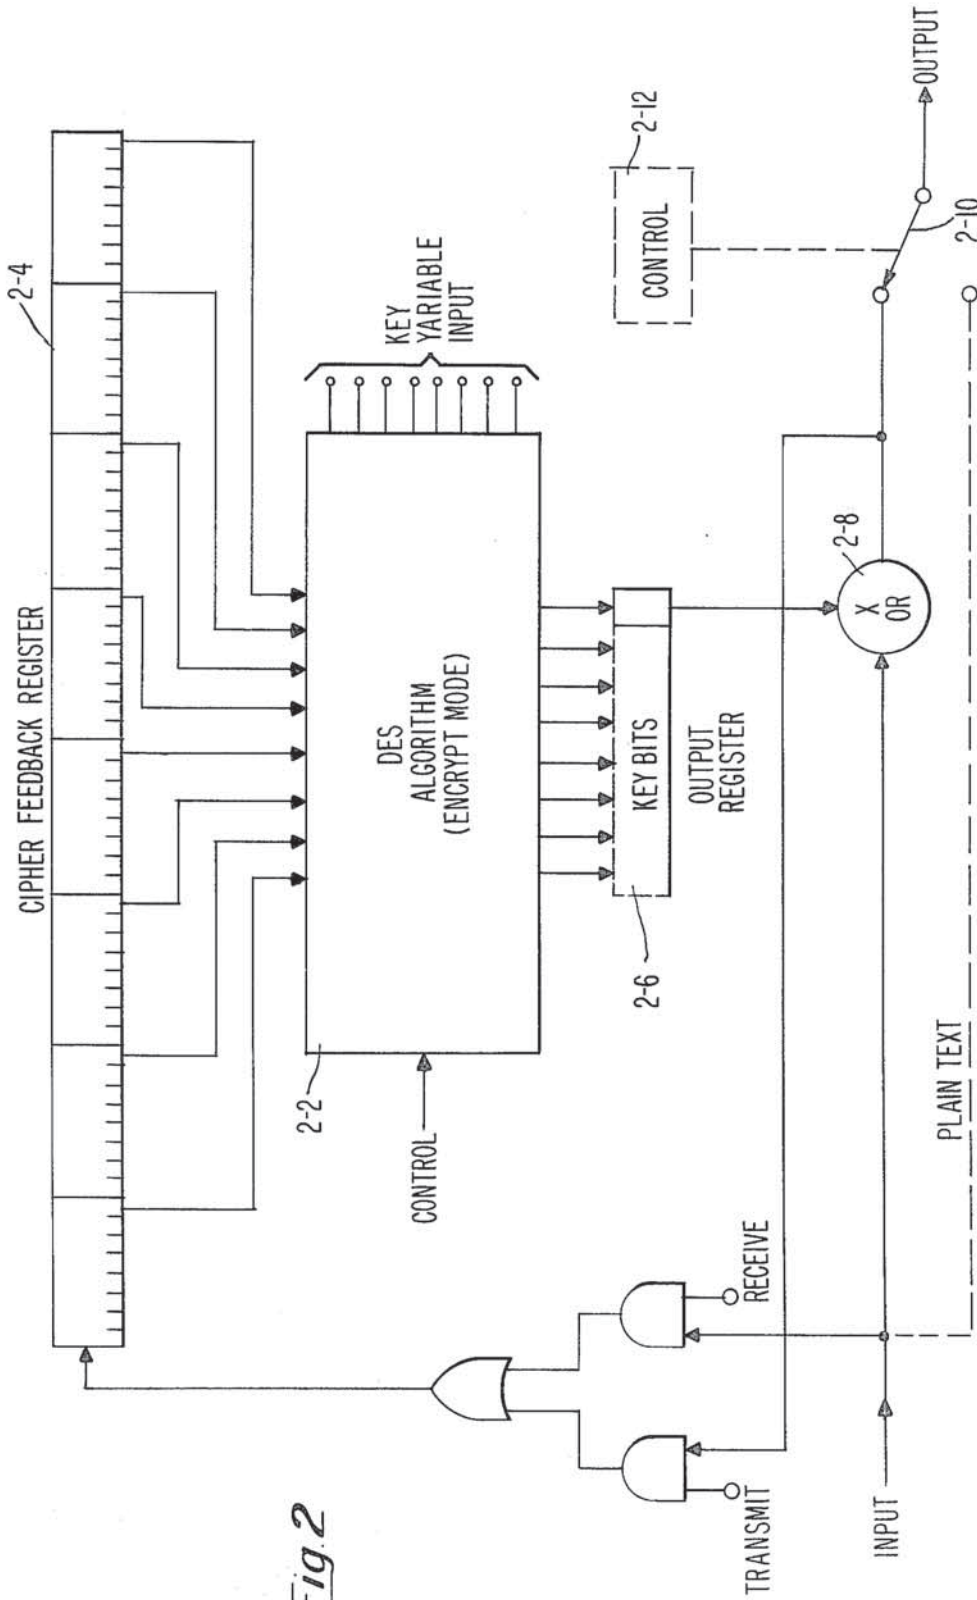 CIPHER FEEDBACK REGISTER
2-4
KEY
YARIABLE
INPUT
2-2
DES
ALGORITHM
(ENCRYPT MODE)
CONTROL
2-6
KEY BITS
OUTPUT
REGISTER
2-12
CONTROL
TRANSMIT
RECEIVE
2-8
X
OR
INPUT
PLAIN TEXT
2-10
OUTPUT
Fig. 2